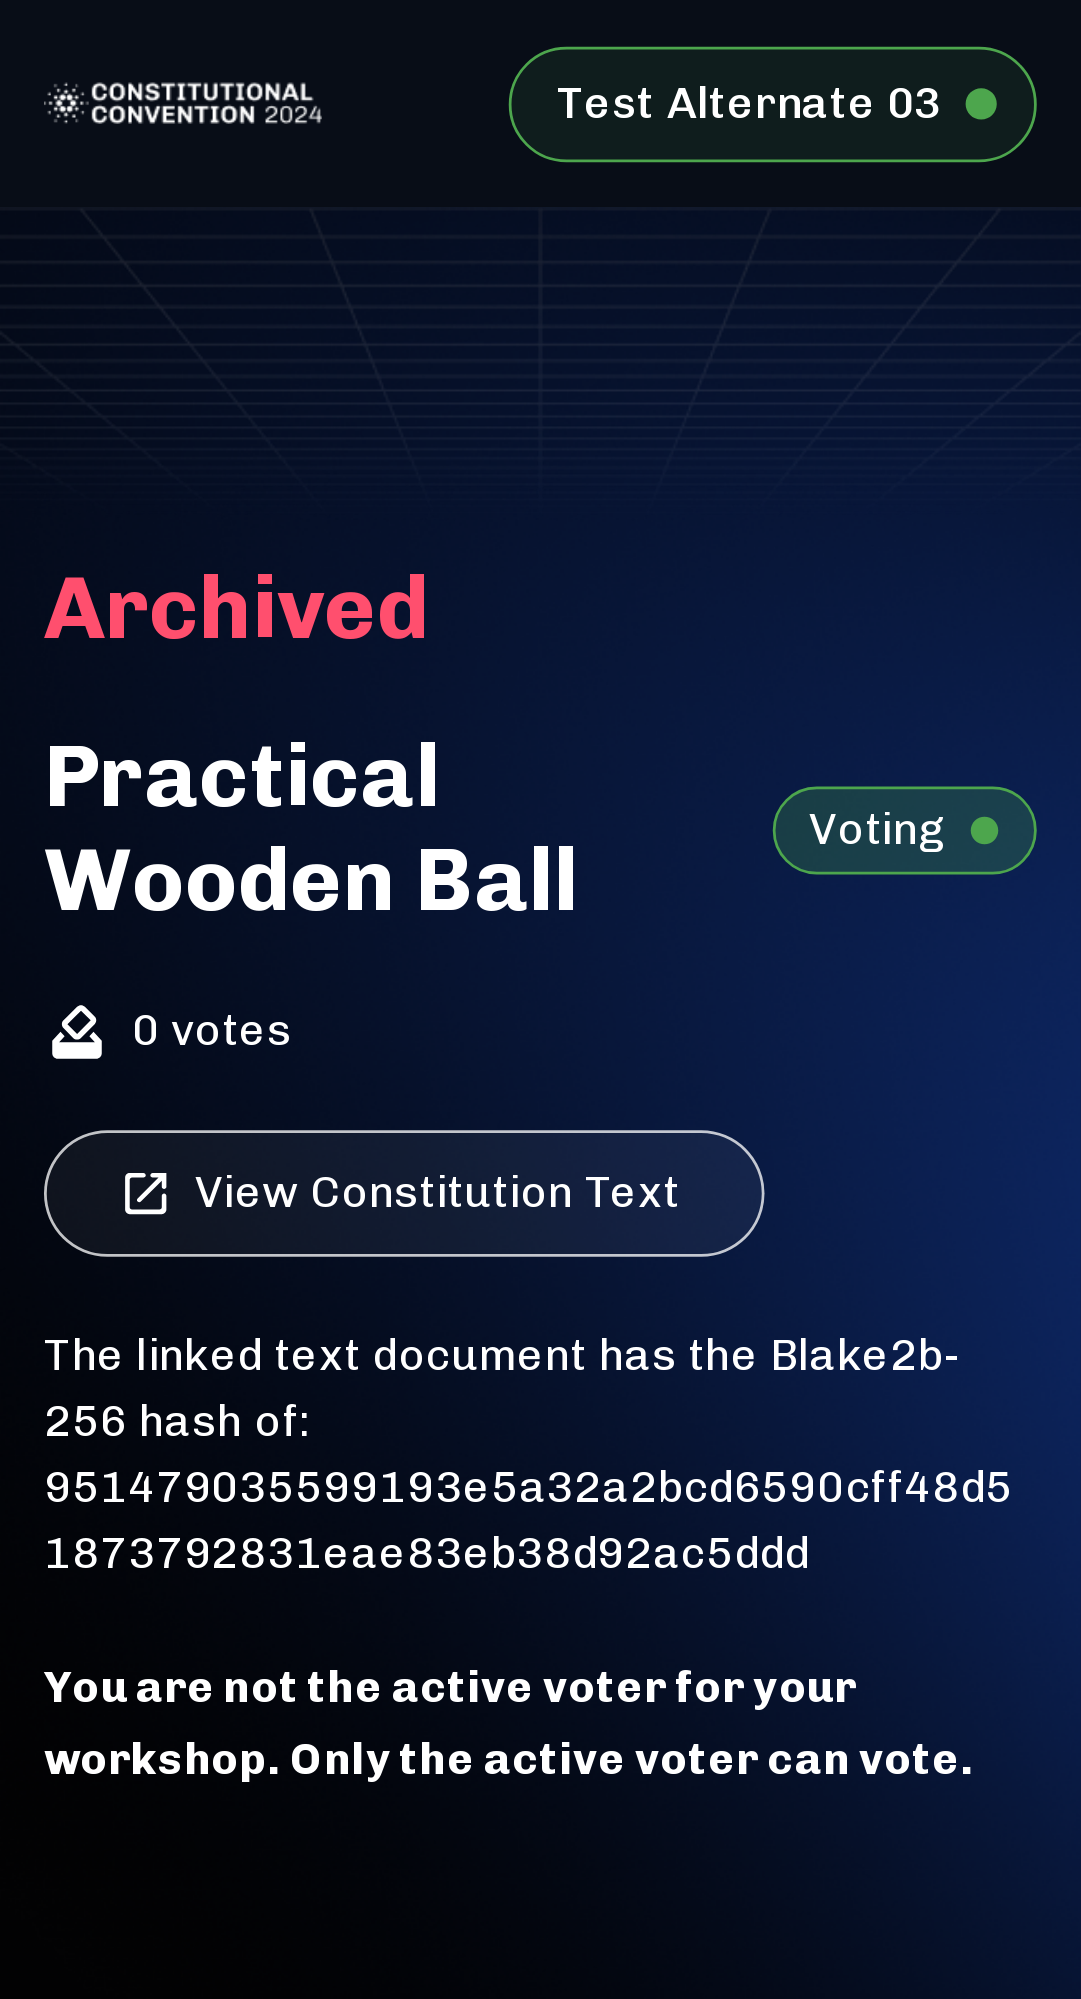 CONSTITUTIONAL
CONVENTION 2024
Test Alternate 03
Archived
Practical
Wooden Ball
Voting
0 votes
View Constitution Text
The linked text document has the Blake2b-
256 hash of:
951479035599193e5a32a2bcd6590cff48d5
1873792831eae83eb38d92ac5ddd
You are not the active voter for your
workshop. Only the active voter can vote.